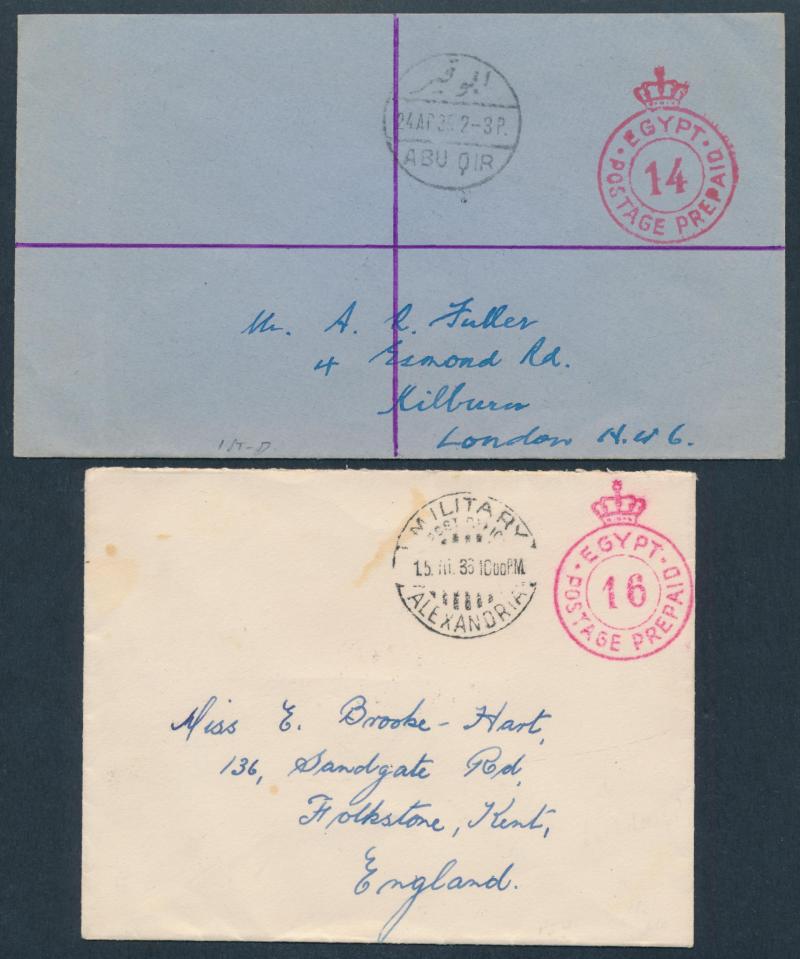 ابو قير
24 AP 36 2-3 P.
ABU QIR
EGYPT
14
POSTAGE PREPAID
Mr. A. R. Fuller
4 Esmond Rd.
Kilburn
London N.W 6.
MILITARY
POST OFFICE
15. III. 36 10 00 PM
ALEXANDRIA
EGYPT
16
POSTAGE PREPAID
Miss E. Brooke-Hart,
136, Sandgate Rd,
Folkstone, Kent,
England.